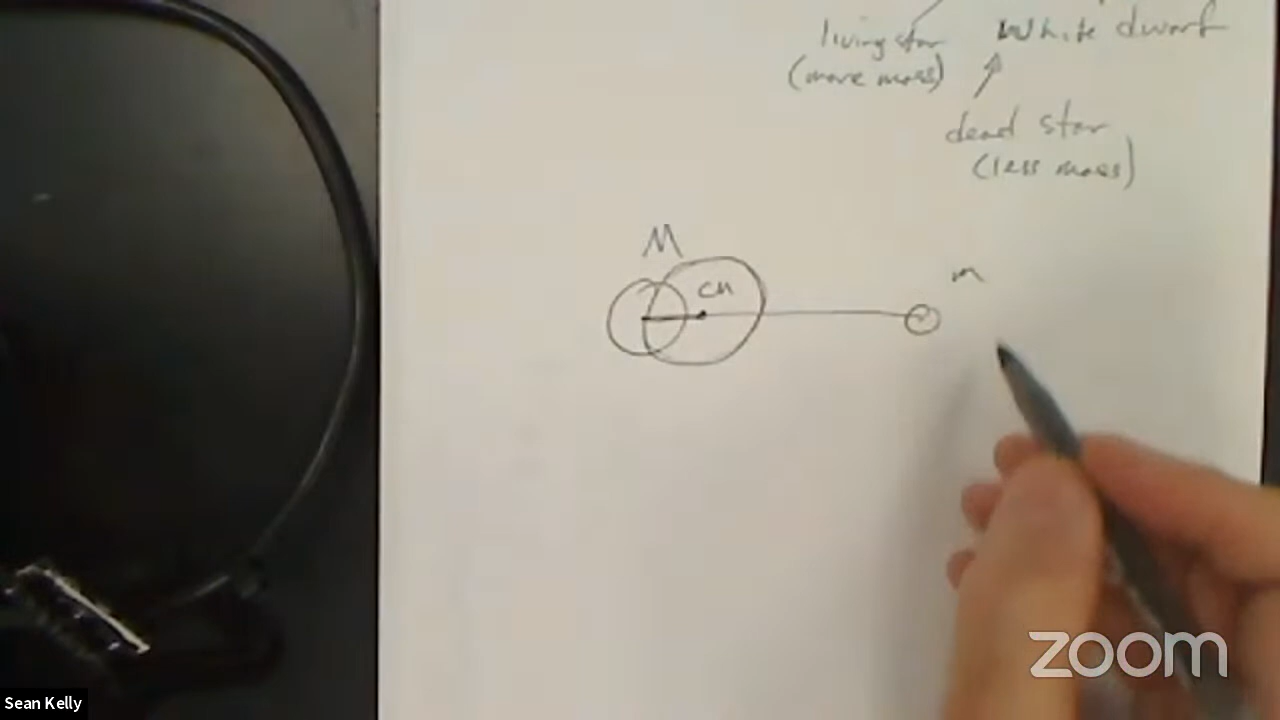 living star White dwarf
(more mass)
dead star
(less mass)
M
CM
m
zoom
Sean Kelly